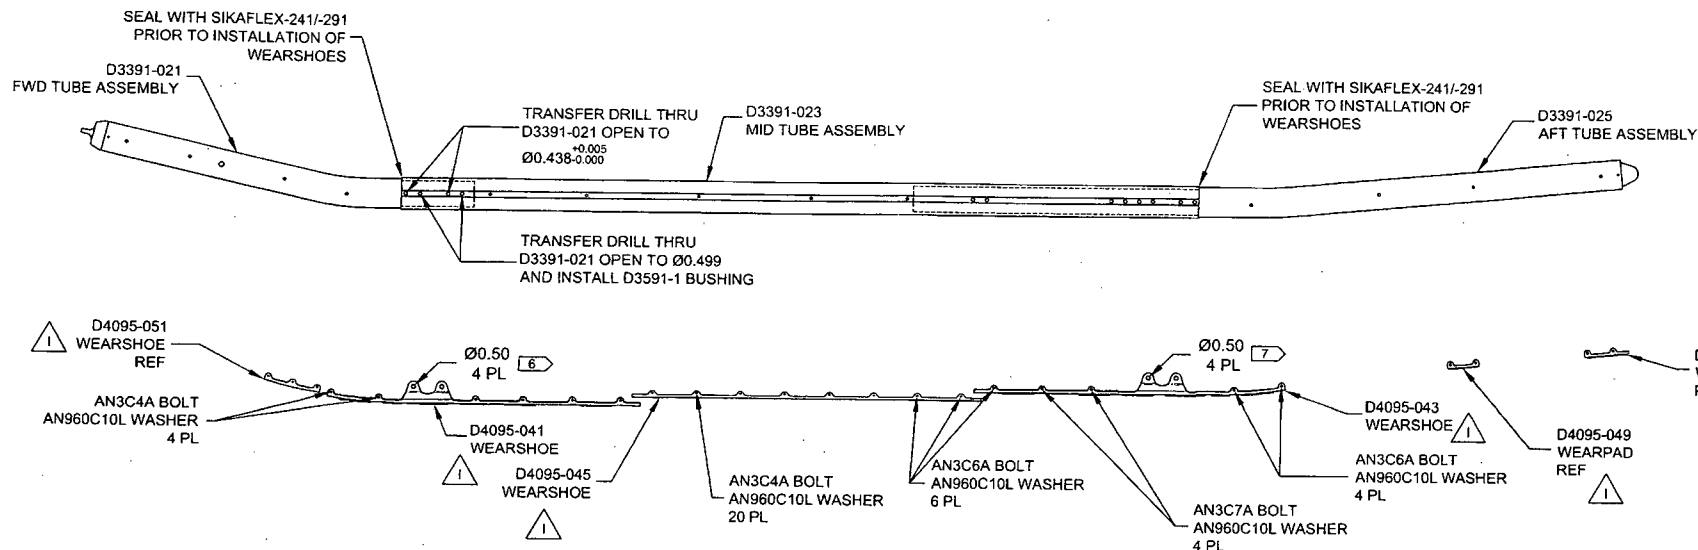 SEAL WITH SIKAFLEX-241/-291
PRIOR TO INSTALLATION OF
WEARSHOES
D3391-021
FWD TUBE ASSEMBLY
TRANSFER DRILL THRU
D3391-021 OPEN TO
Ø0.438+0.005-0.000
D3391-023
MID TUBE ASSEMBLY
SEAL WITH SIKAFLEX-241/-291
PRIOR TO INSTALLATION OF
WEARSHOES
D3391-025
AFT TUBE ASSEMBLY
TRANSFER DRILL THRU
D3391-021 OPEN TO Ø0.499
AND INSTALL D3591-1 BUSHING
1
D4095-051
WEARSHOE
REF
Ø0.50
4 PL
6
Ø0.50
4 PL
7
AN3C4A BOLT
AN960C10L WASHER
4 PL
D4095-041
WEARSHOE
1
D4095-045
WEARSHOE
1
AN3C4A BOLT
AN960C10L WASHER
20 PL
AN3C6A BOLT
AN960C10L WASHER
6 PL
AN3C7A BOLT
AN960C10L WASHER
4 PL
D4095-043
WEARSHOE
1
AN3C6A BOLT
AN960C10L WASHER
4 PL
D4095-049
WEARPAD
REF
1